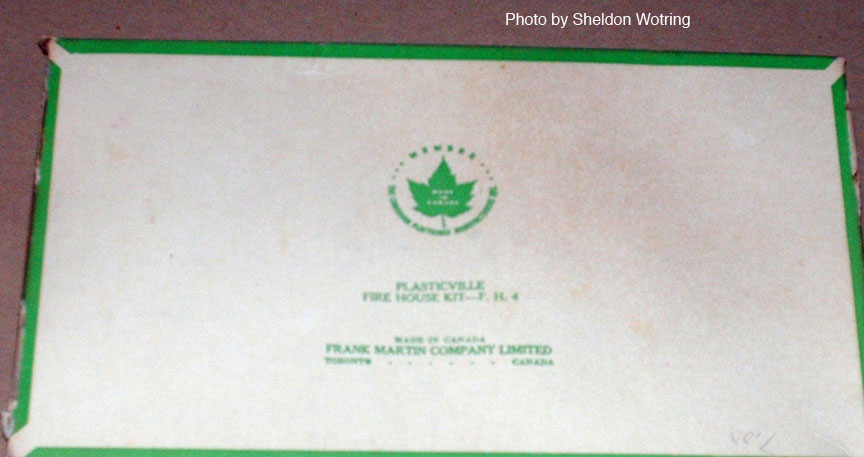 Photo by Sheldon Wotring
MEMBER
MADE
IN
CANADA
PLASTICVILLE
FIRE HOUSE KIT—F. H. 4
MADE IN CANADA
FRANK MARTIN COMPANY LIMITED
TORONTO - - - - - - CANADA